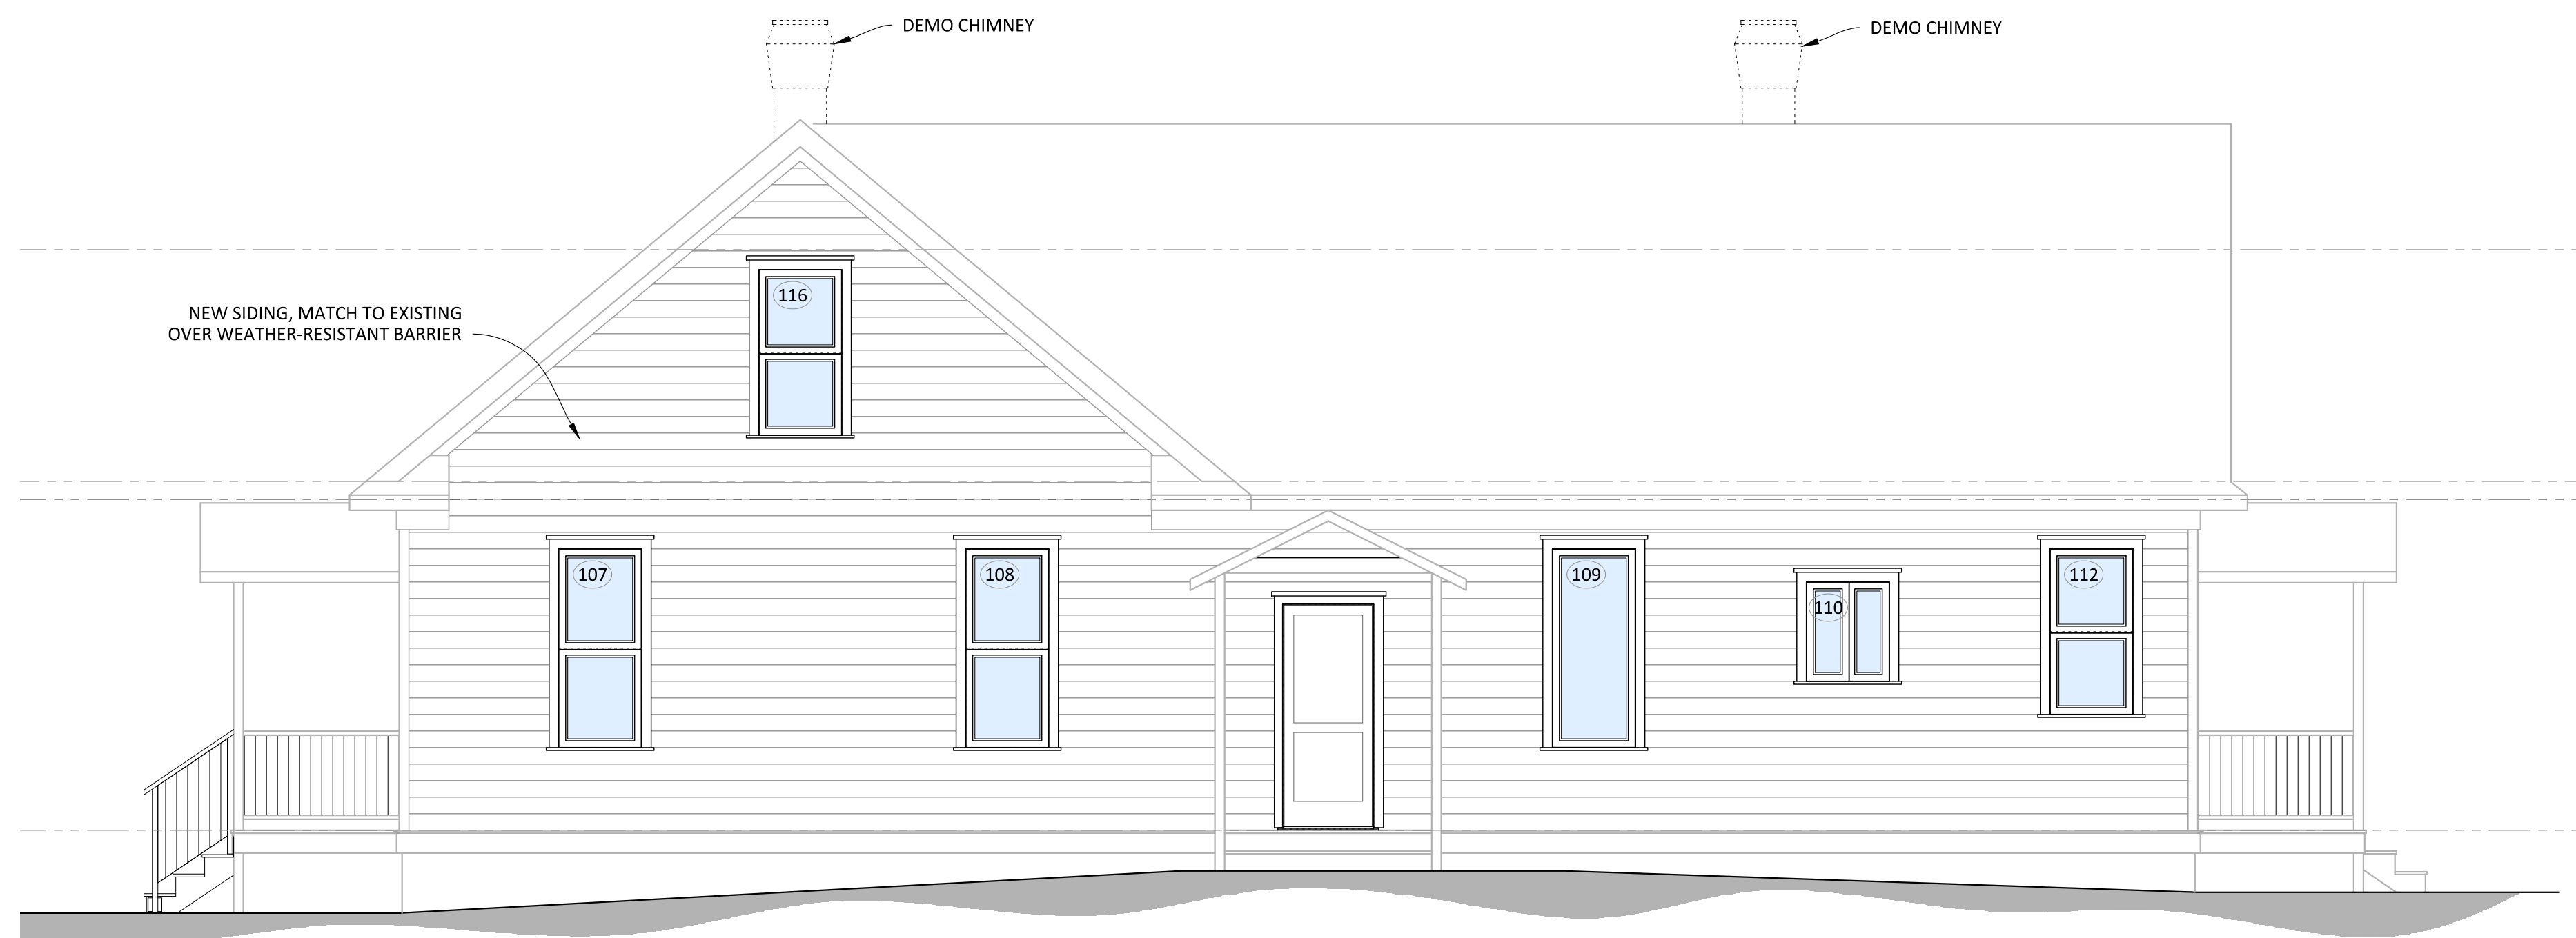 DEMO CHIMNEY
DEMO CHIMNEY
116
NEW SIDING, MATCH TO EXISTING
OVER WEATHER-RESISTANT BARRIER
107
108
109
112
110